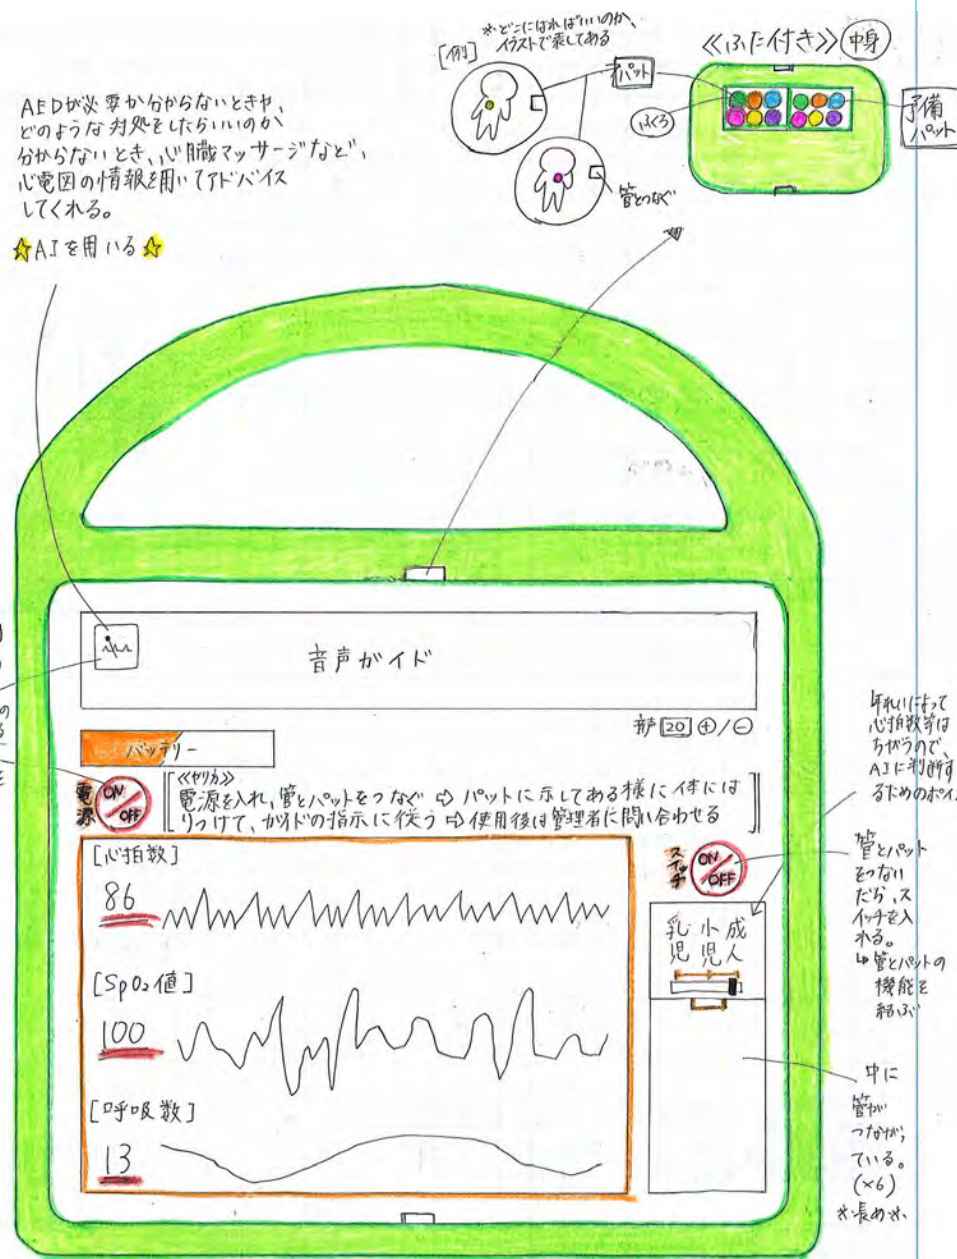 ※どこにはればいいのか、
イラストで表してある
[例]
パット
ふくろ
管とつなぐ
≪ふた付き≫ 中身
予備
パット
AEDが必要か分からないときや、
どのような対処をしたらいいのか
分からないとき、心臓マッサージなど、
心電図の情報を用いてアドバイス
してくれる。
☆AIを用いる☆
音声ガイド
音声 20 ⊕/⊖
バッテリー
電源
ON/OFF
≪やり方≫
電源を入れ、管とパットをつなぐ ⇨ パットに示してある様に体には
りつけて、ガイドの指示に従う ⇨ 使用後は管理者に問い合わせる
[心拍数]
86
[SpO₂値]
100
[呼吸数]
13
スイッチ
ON/OFF
乳児 小児 成人
年れいによって
心拍数等は
ちがうので、
AIに判断す
るためのポイ
管とパット
をつない
だら、ス
イッチを入
れる。
↳管とパットの
機能を
結ぶ
中に
管が
つながっ
ている。
(×6)
※長め※
の
る
を